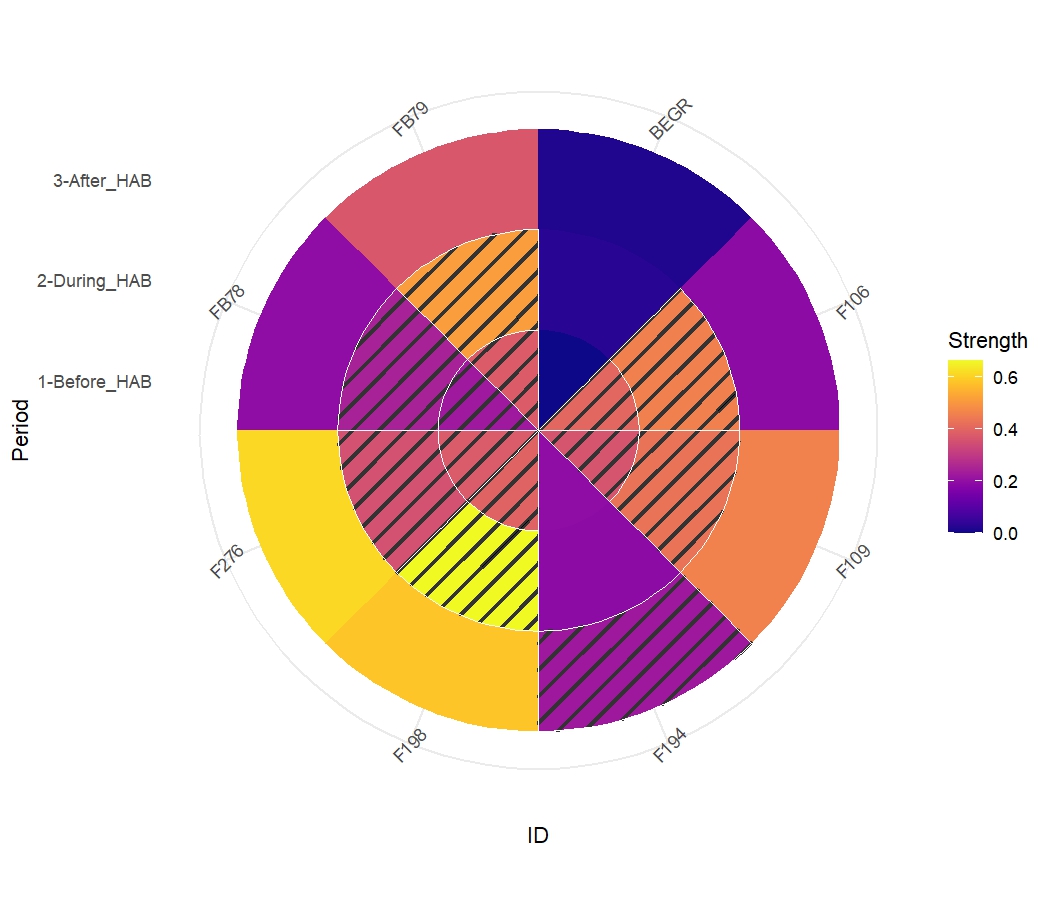 FB79
BEGR
3-After_HAB
2-During_HAB
FB78
F106
Strength
1-Before_HAB
0.6
0.4
0.2
0.0
Period
F276
F109
F198
F194
ID